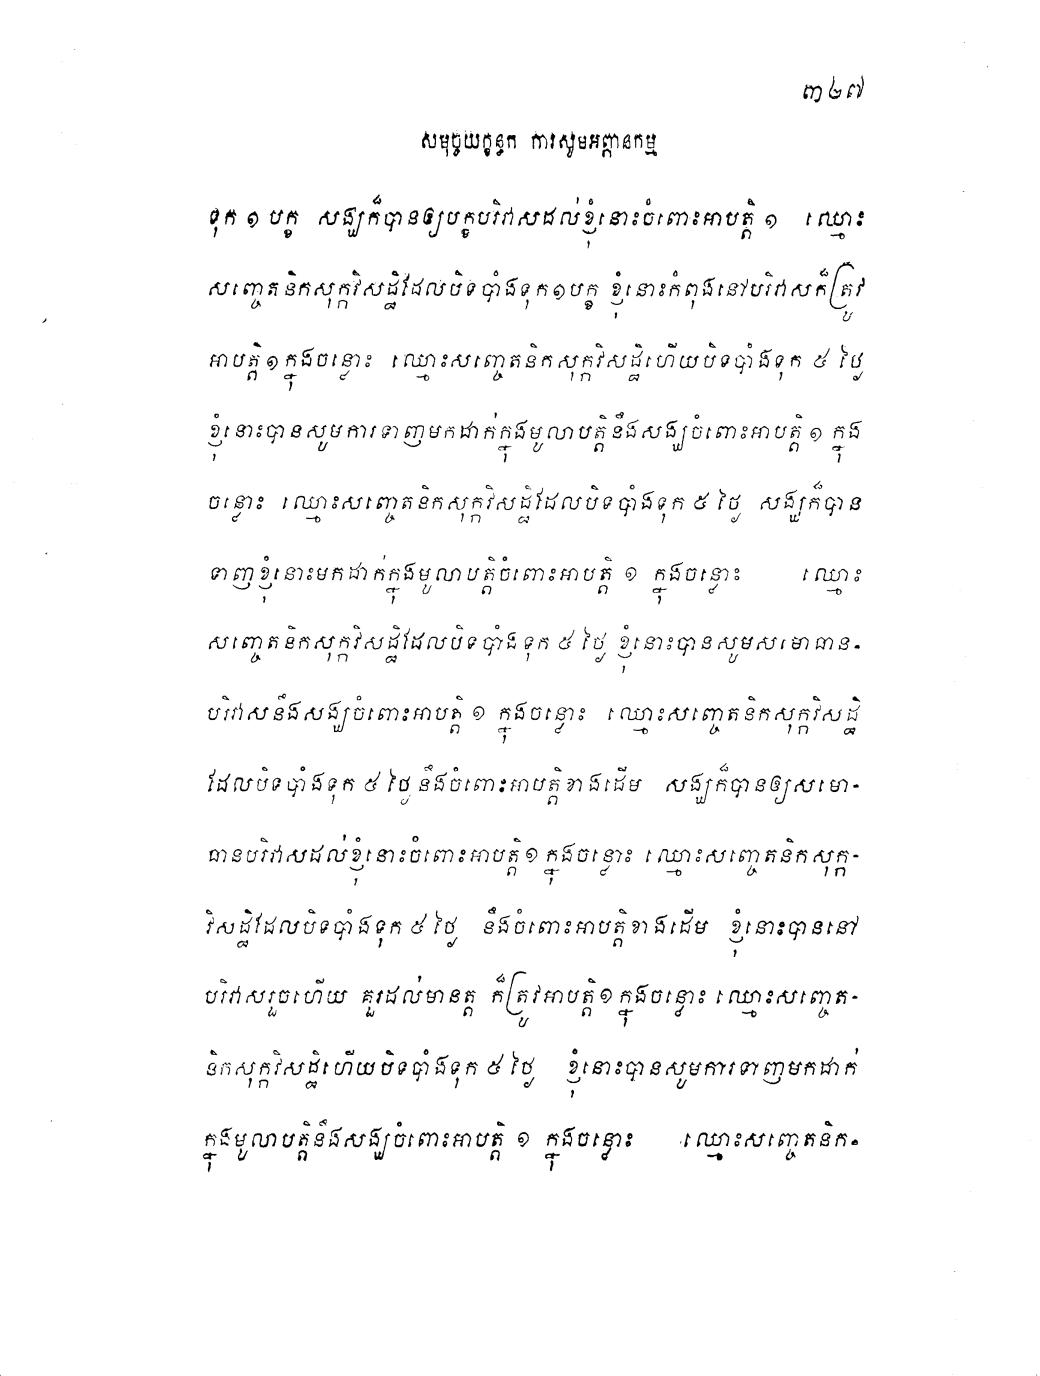 ៣២៧
សមុច្ចយក្ខន្ធក ការសូមអព្ភានកម្ម
ទុក ១ បក្ខ សង្ឃក៏បានឲ្យបក្ខបរិវាសដល់ខ្ញុំនោះចំពោះអាបត្តិ ១ ឈ្មោះ
សញ្ចេតនិកសុក្កវិសដ្ឋិដែលបិទបាំងទុក១បក្ខ ខ្ញុំនោះកំពុងនៅបរិវាសក៏ត្រូវ
អាបត្តិ១ក្នុងចន្លោះ ឈ្មោះសញ្ចេតនិកសុក្កវិសដ្ឋិហើយបិទបាំងទុក ៥ ថ្ងៃ
ខ្ញុំនោះបានសូមការទាញមកដាក់ក្នុងមូលាបត្តិនឹងសង្ឃចំពោះអាបត្តិ ១ ក្នុង
ចន្លោះ ឈ្មោះសញ្ចេតនិកសុក្កវិសដ្ឋិដែលបិទបាំងទុក ៥ ថ្ងៃ សង្ឃក៏បាន
ទាញខ្ញុំនោះមកដាក់ក្នុងមូលាបត្តិចំពោះអាបត្តិ ១ ក្នុងចន្លោះ ឈ្មោះ
សញ្ចេតនិកសុក្កវិសដ្ឋិដែលបិទបាំងទុក ៥ ថ្ងៃ ខ្ញុំនោះបានសូមសមោធាន-
បរិវាសនឹងសង្ឃចំពោះអាបត្តិ ១ ក្នុងចន្លោះ ឈ្មោះសញ្ចេតនិកសុក្កវិសដ្ឋិ
ដែលបិទបាំងទុក ៥ ថ្ងៃ នឹងចំពោះអាបត្តិខាងដើម សង្ឃក៏បានឲ្យសមោ-
ធានបរិវាសដល់ខ្ញុំនោះចំពោះអាបត្តិ ១ ក្នុងចន្លោះ ឈ្មោះសញ្ចេតនិកសុក្ក-
វិសដ្ឋិដែលបិទបាំងទុក ៥ ថ្ងៃ នឹងចំពោះអាបត្តិខាងដើម ខ្ញុំនោះបាននៅ
បរិវាសរួចហើយ គួរដល់មានត្ត ក៏ត្រូវអាបត្តិ ១ ក្នុងចន្លោះ ឈ្មោះសញ្ចេត-
និកសុក្កវិសដ្ឋិហើយបិទបាំងទុក ៥ ថ្ងៃ ខ្ញុំនោះបានសូមការទាញមកដាក់
ក្នុងមូលាបត្តិនឹងសង្ឃចំពោះអាបត្តិ ១ ក្នុងចន្លោះ ឈ្មោះសញ្ចេតនិក-